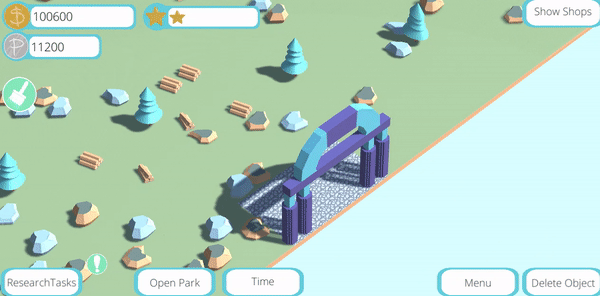 100600
Show Shops
11200
ResearchTasks
Open Park
Time
Menu
Delete Object